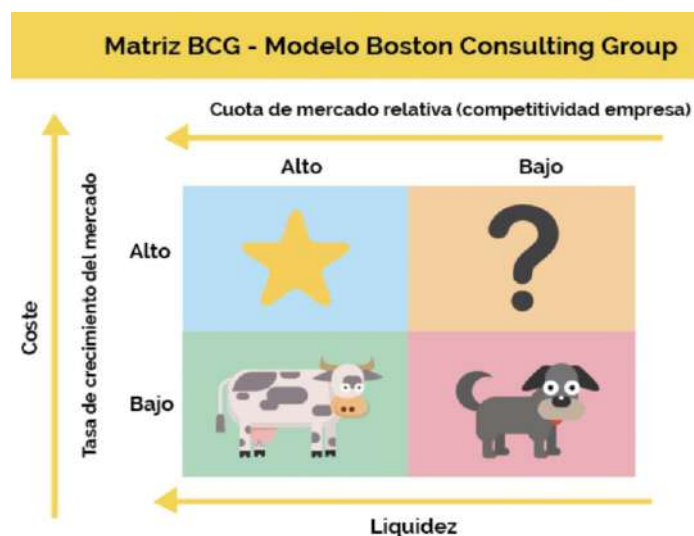 Matriz BCG - Modelo Boston Consulting Group
Cuota de mercado relativa (competitividad empresa)
Alto
Bajo
Coste
Tasa de crecimiento del mercado
Alto
?
Bajo
Liquidez